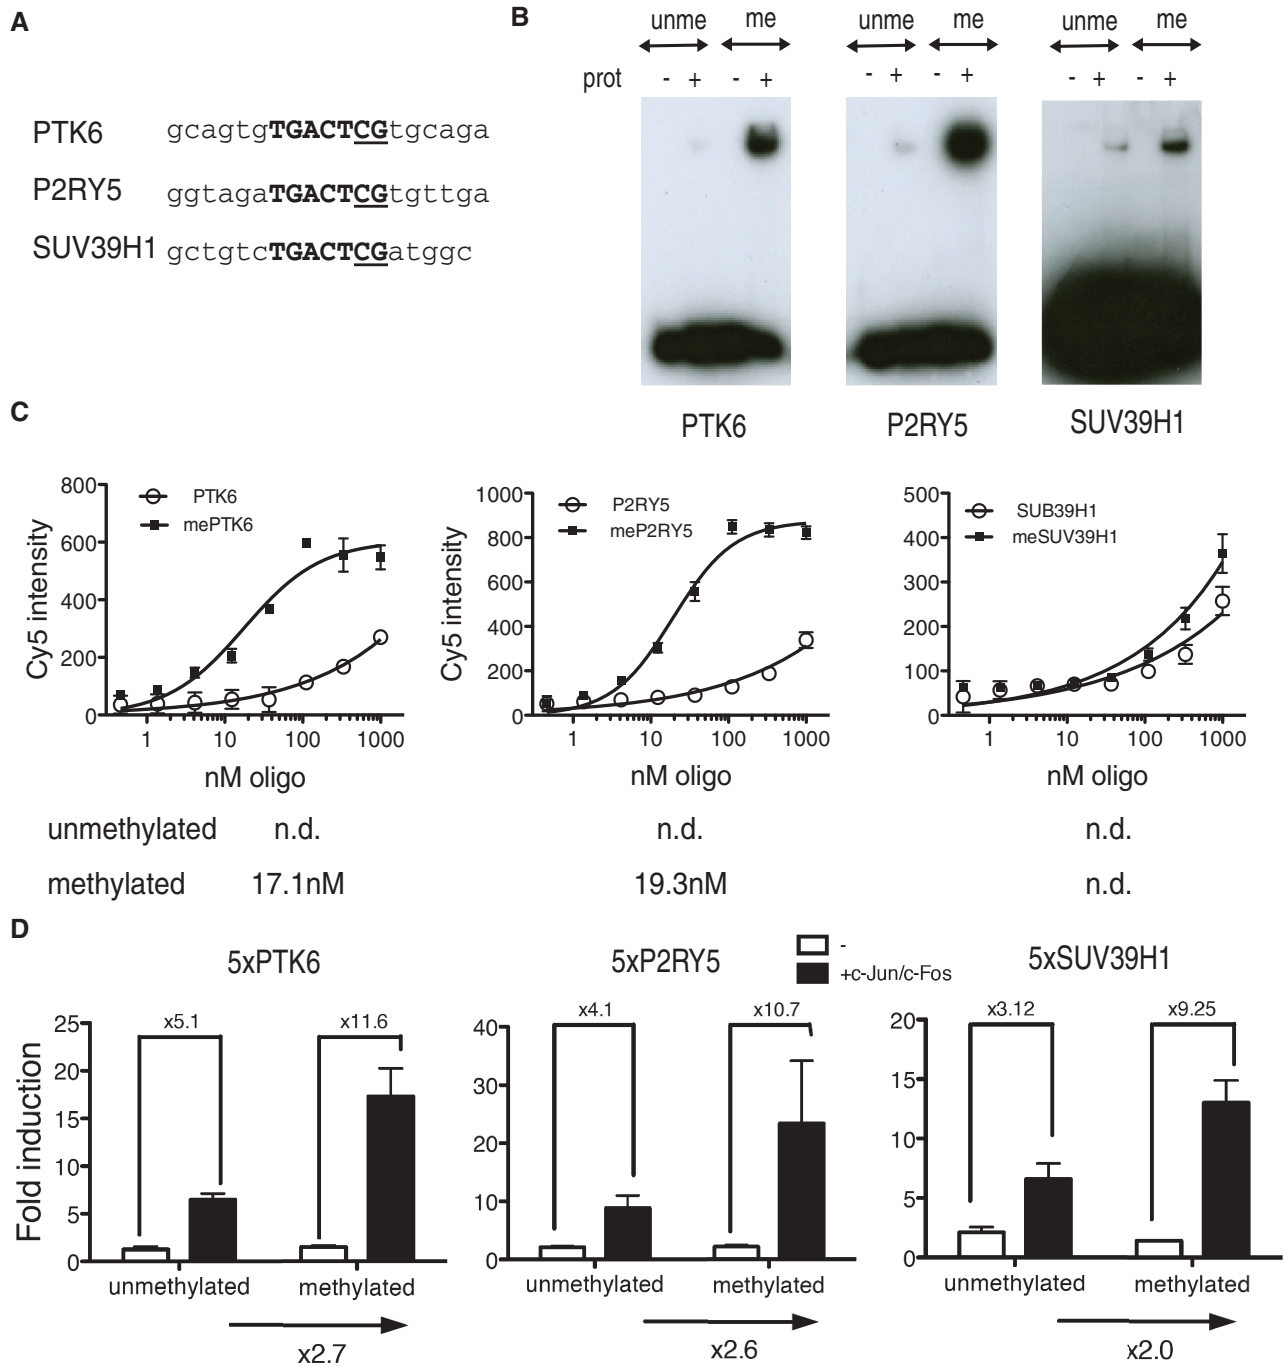 A
PTK6 gcagtgTGACTCGtgcaga
P2RY5 ggtagaTGACTCGtgttga
SUV39H1 gctgtcTGACTCGatggc
B
unme me unme me unme me
prot - + - + - + - + - + - +
PTK6 P2RY5 SUV39H1
C
Cy5 intensity
800
600
400
200
0
PTK6
mePTK6
1 10 100 1000
nM oligo
Cy5 intensity
1000
800
600
400
200
0
P2RY5
meP2RY5
1 10 100 1000
nM oligo
500
400
300
200
100
0
SUB39H1
meSUV39H1
1 10 100 1000
nM oligo
unmethylated n.d. n.d. n.d.
methylated 17.1nM 19.3nM n.d.
D
-
+c-Jun/c-Fos
5xPTK6
Fold induction
25
20
15
10
5
0
x5.1 x11.6
unmethylated methylated
x2.7
5xP2RY5
40
30
20
10
0
x4.1 x10.7
unmethylated methylated
x2.6
5xSUV39H1
20
15
10
5
0
x3.12 x9.25
unmethylated methylated
x2.0